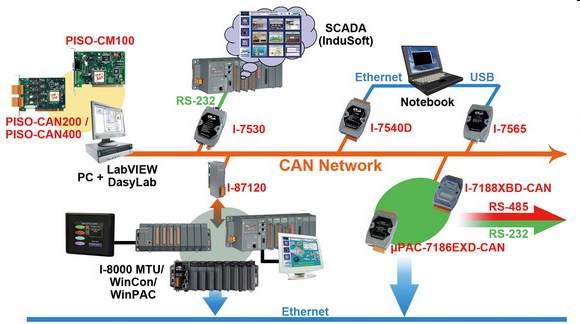 PISO-CM100
SCADA
(InduSoft)
PISO-CAN200 /
PISO-CAN400
RS-232
Ethernet
USB
Notebook
I-7530
I-7540D
I-7565
LabVIEW
PC + DasyLab
CAN Network
I-87120
I-7188XBD-CAN
RS-485
RS-232
µPAC-7186EXD-CAN
I-8000 MTU/
WinCon/
WinPAC
Ethernet